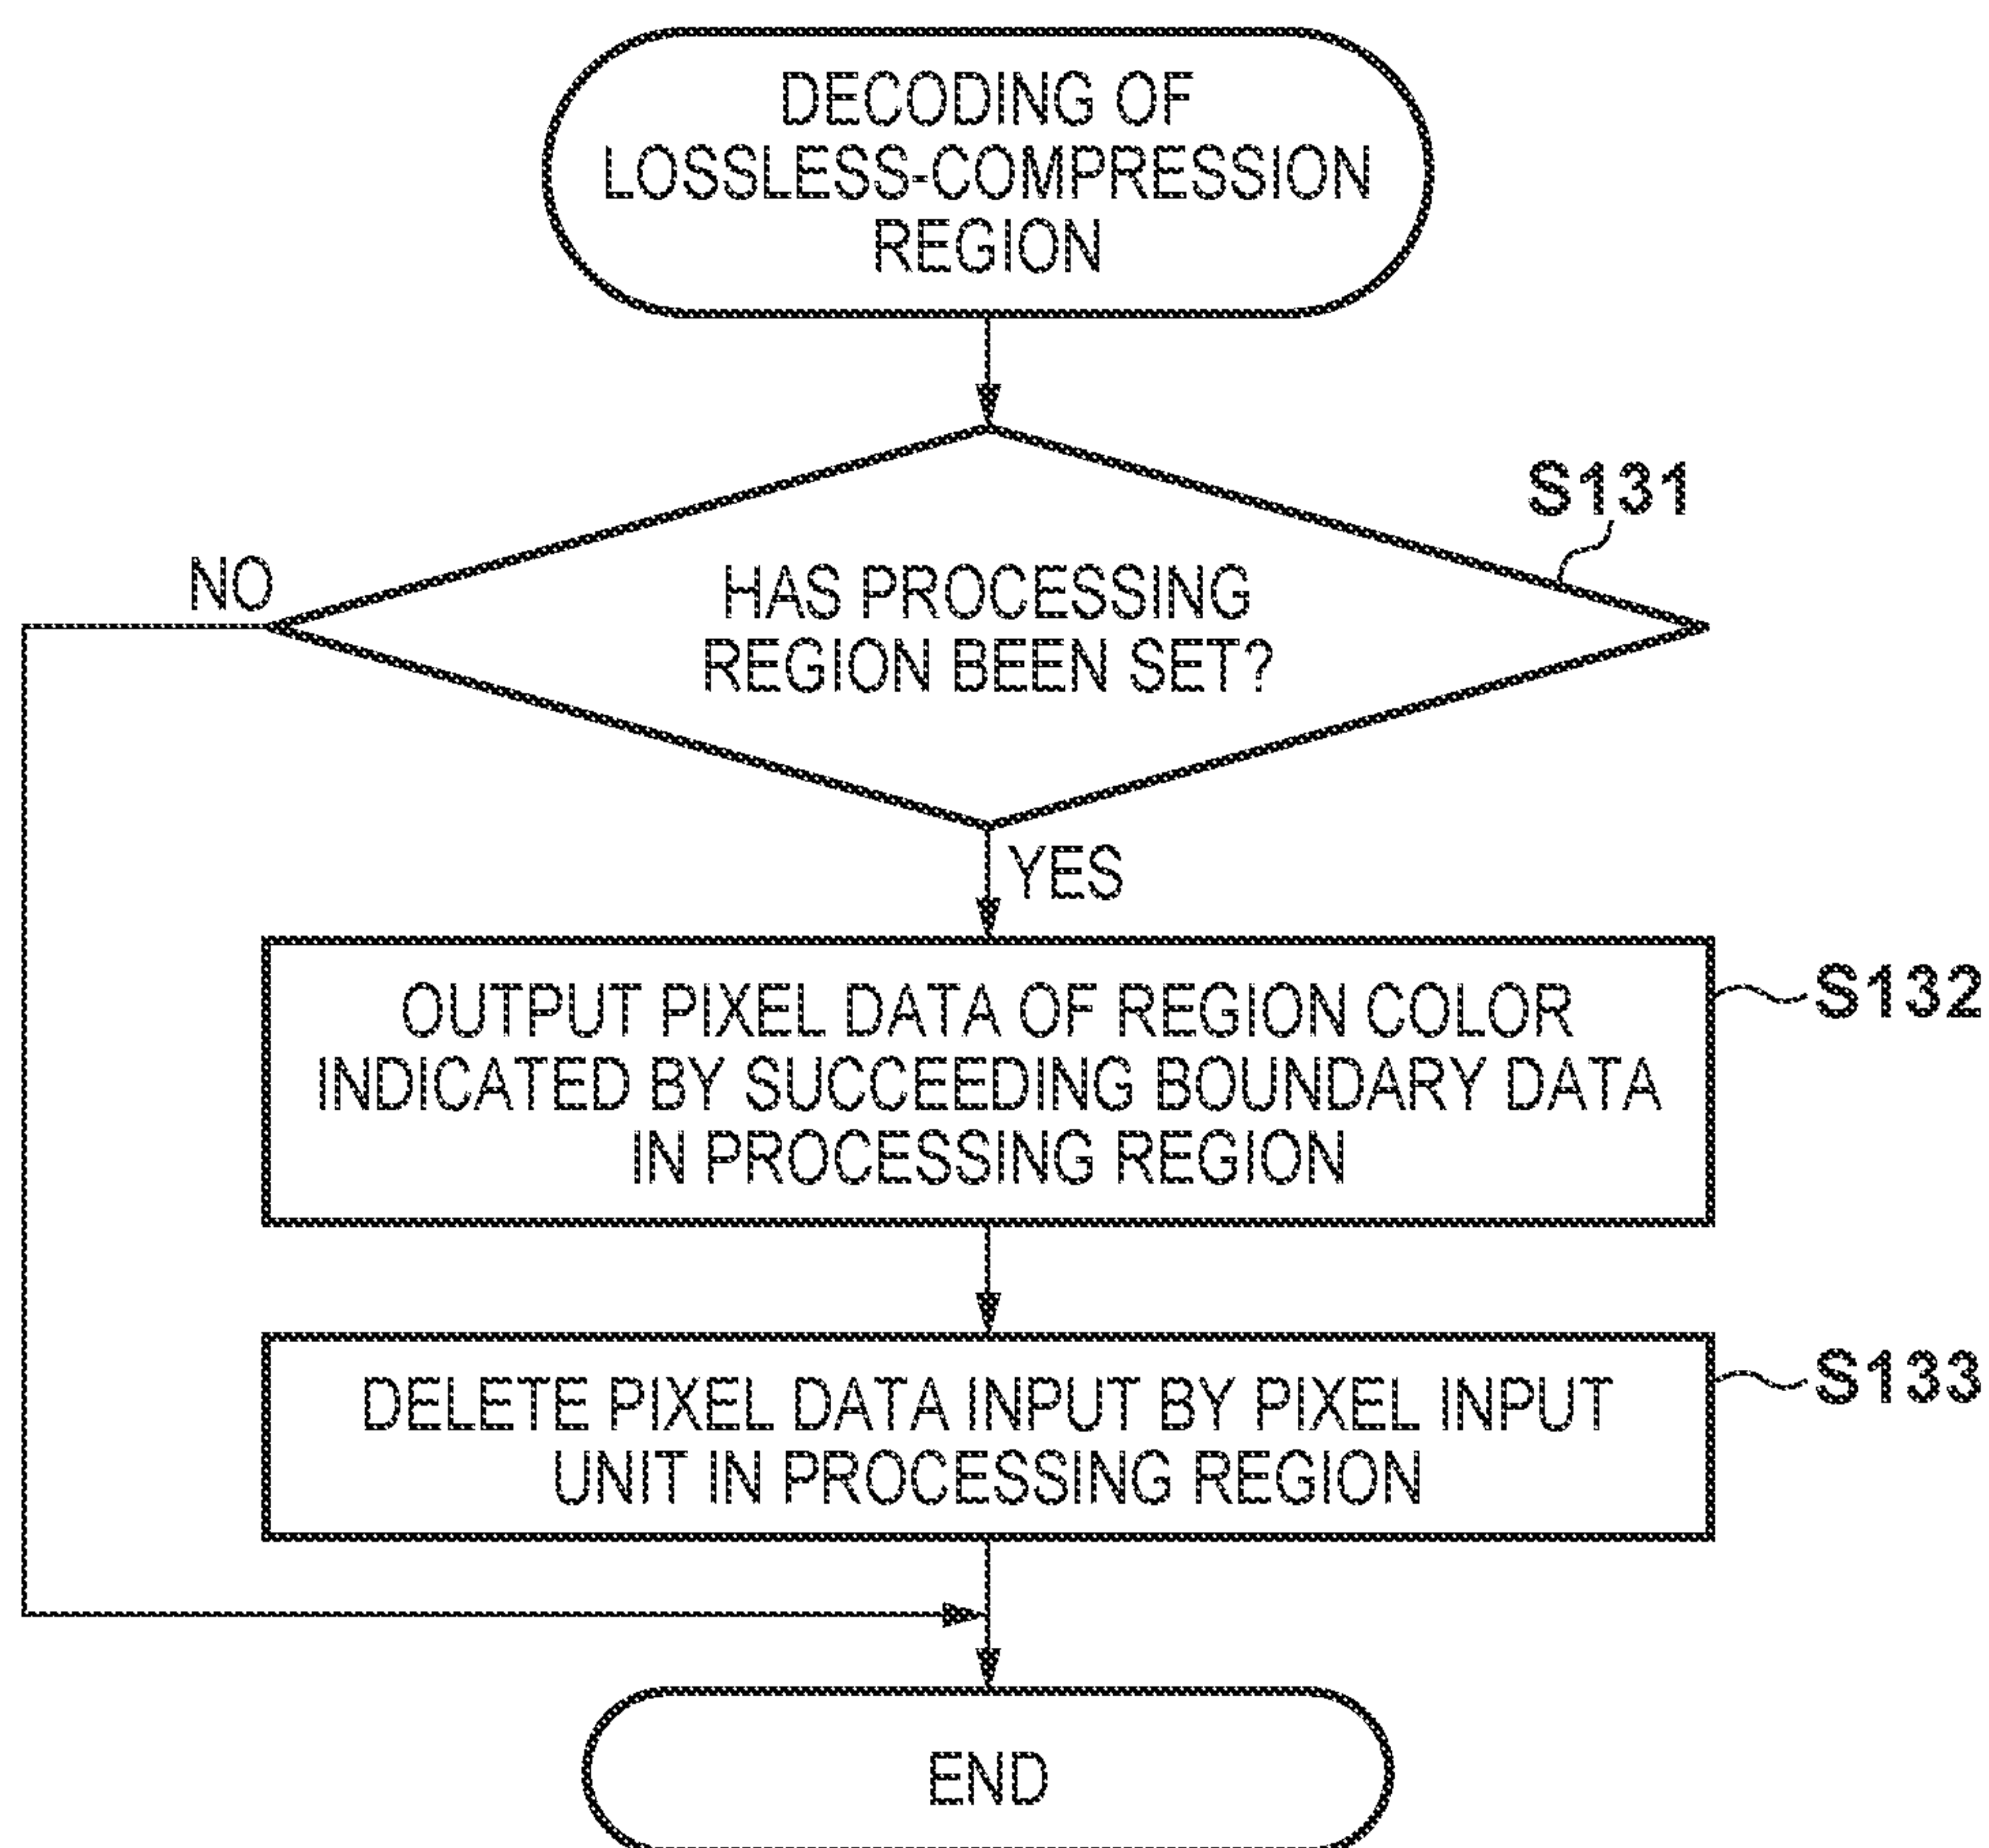 DECODING OF
LOSSLESS-COMPRESSION
REGION
S131
NO
HAS PROCESSING
REGION BEEN SET?
YES
OUTPUT PIXEL DATA OF REGION COLOR
INDICATED BY SUCCEEDING BOUNDARY DATA
IN PROCESSING REGION
S132
DELETE PIXEL DATA INPUT BY PIXEL INPUT
UNIT IN PROCESSING REGION
S133
END